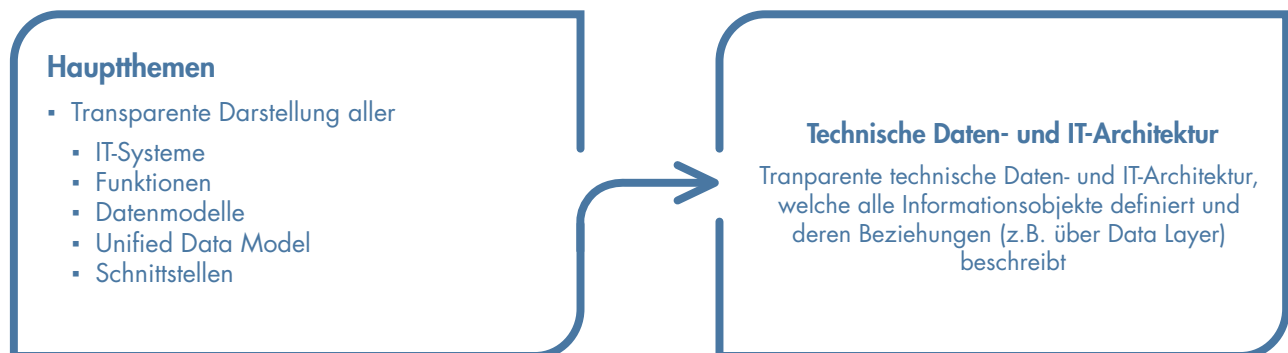 Hauptthemen
▪ Transparente Darstellung aller
▪ IT-Systeme
▪ Funktionen
▪ Datenmodelle
▪ Unified Data Model
▪ Schnittstellen
Technische Daten- und IT-Architektur
Tranparente technische Daten- und IT-Architektur,
welche alle Informationsobjekte definiert und
deren Beziehungen (z.B. über Data Layer)
beschreibt